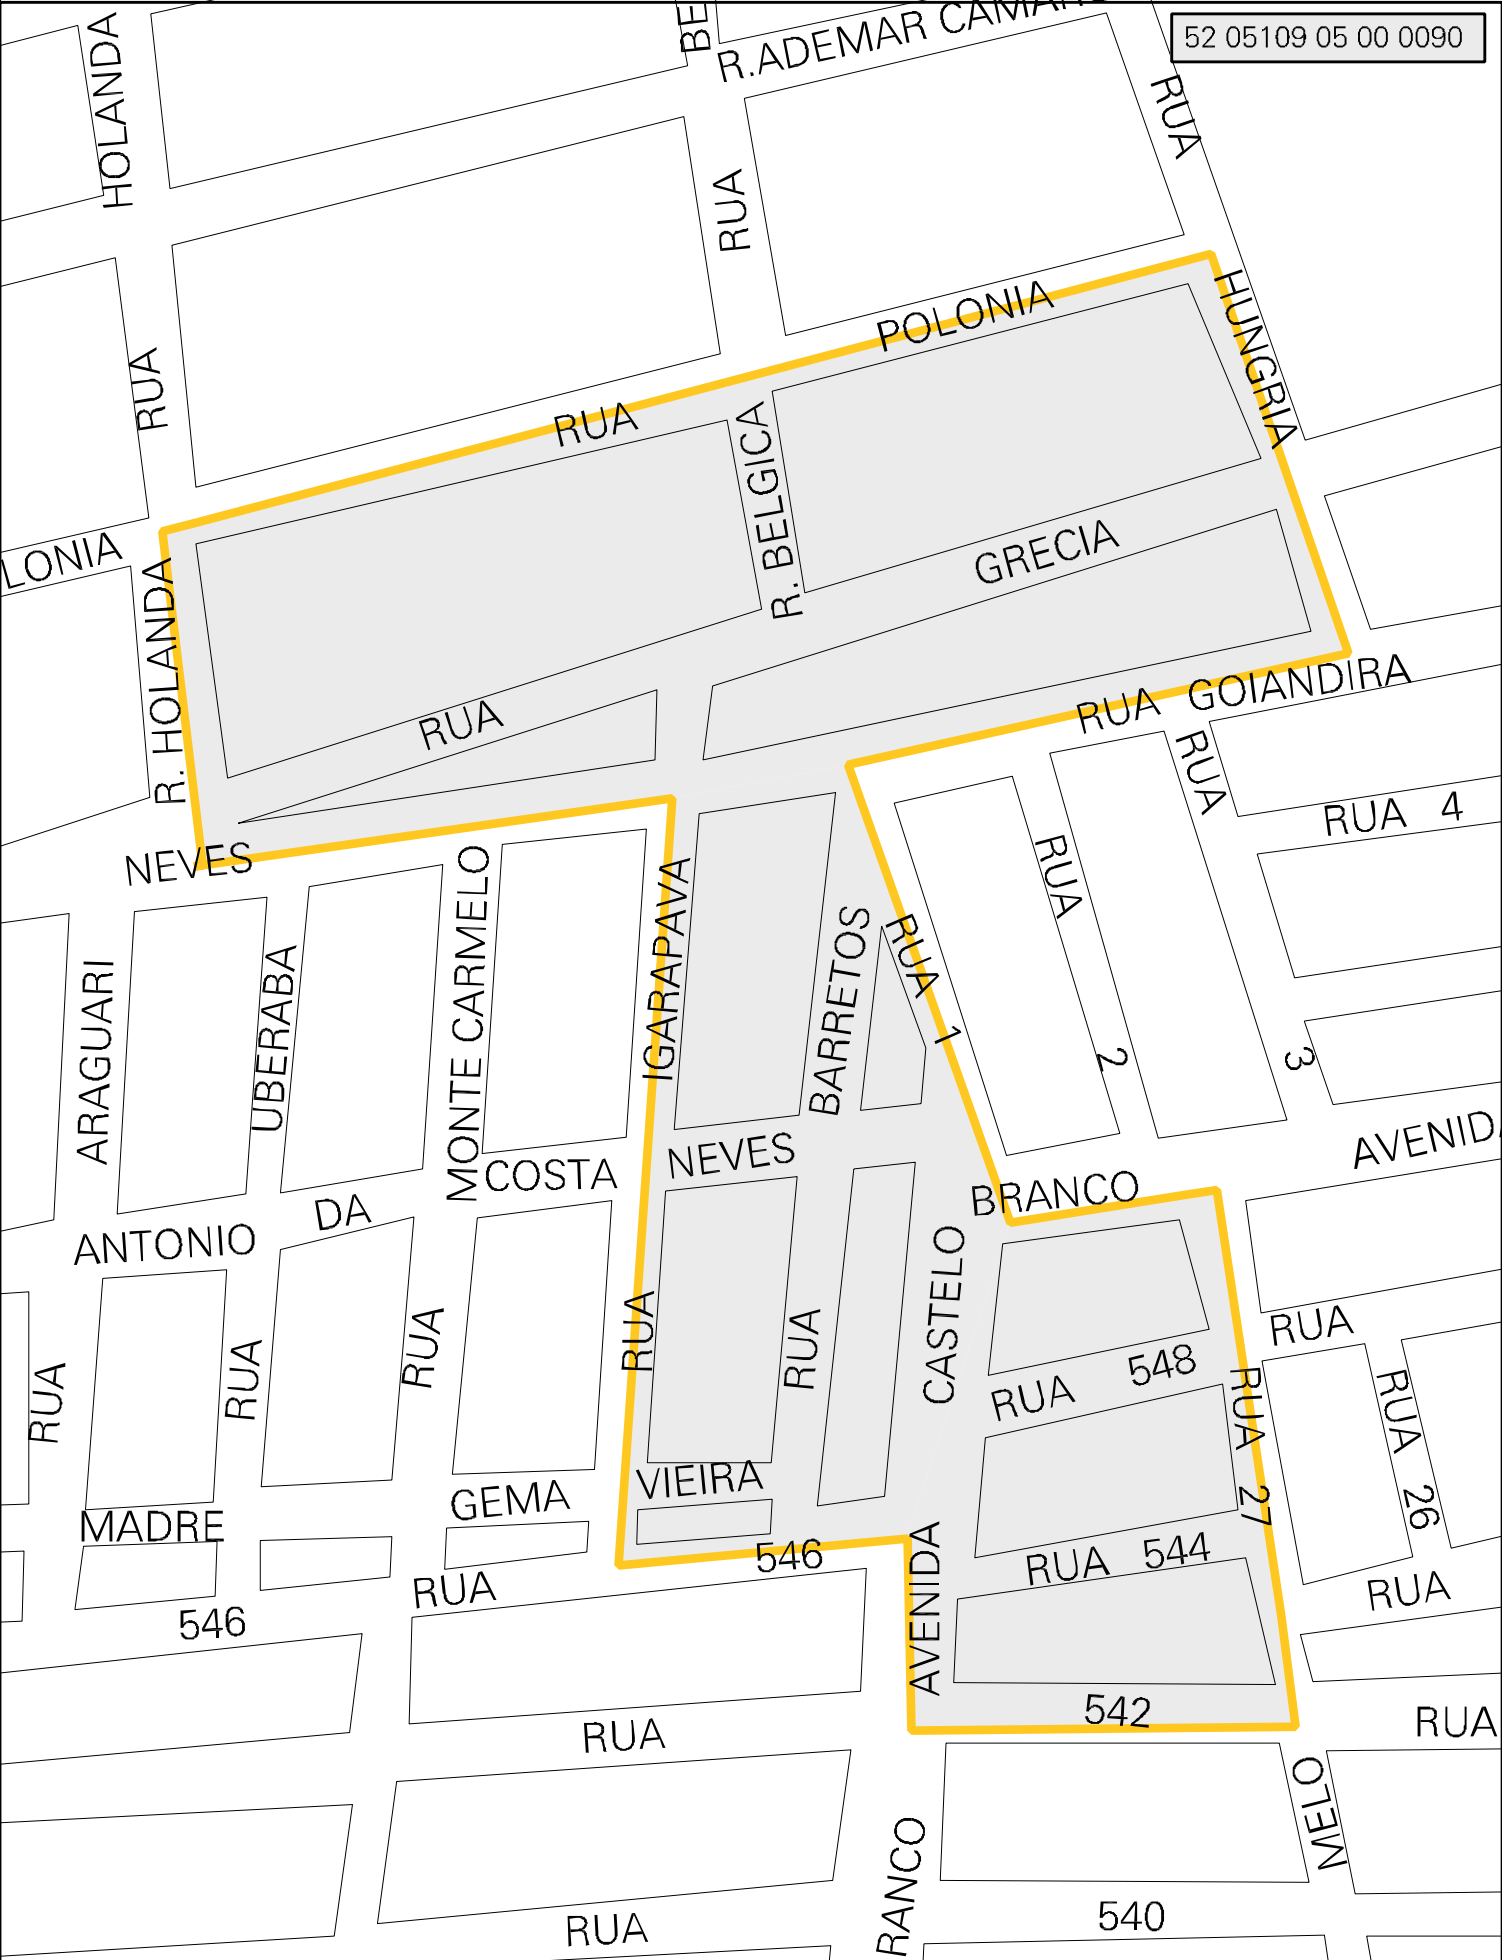 HOLANDA
BE
R.ADEMAR CAMAR
52 05109 05 00 0090
RUA
RUA
HUNGRIA
POLONIA
RUA
RUA
R. BELGICA
GRECIA
LONIA
R. HOLANDA
RUA
RUA GOIANDIRA
RUA
RUA 4
NEVES
MONTE CARMELO
IGARAPAVA
BARRETOS
RUA 1
RUA 2
3
ARAGUARI
UBERABA
AVENIDA
NEVES
COSTA
DA
ANTONIO
BRANCO
CASTELO
RUA
RUA
RUA
RUA
RUA
RUA 548
RUA
RUA 27
RUA 26
VIEIRA
GEMA
MADRE
546
RUA
546
AVENIDA
RUA 544
RUA
542
RUA
RUA
MELO
RANCO
540
RUA